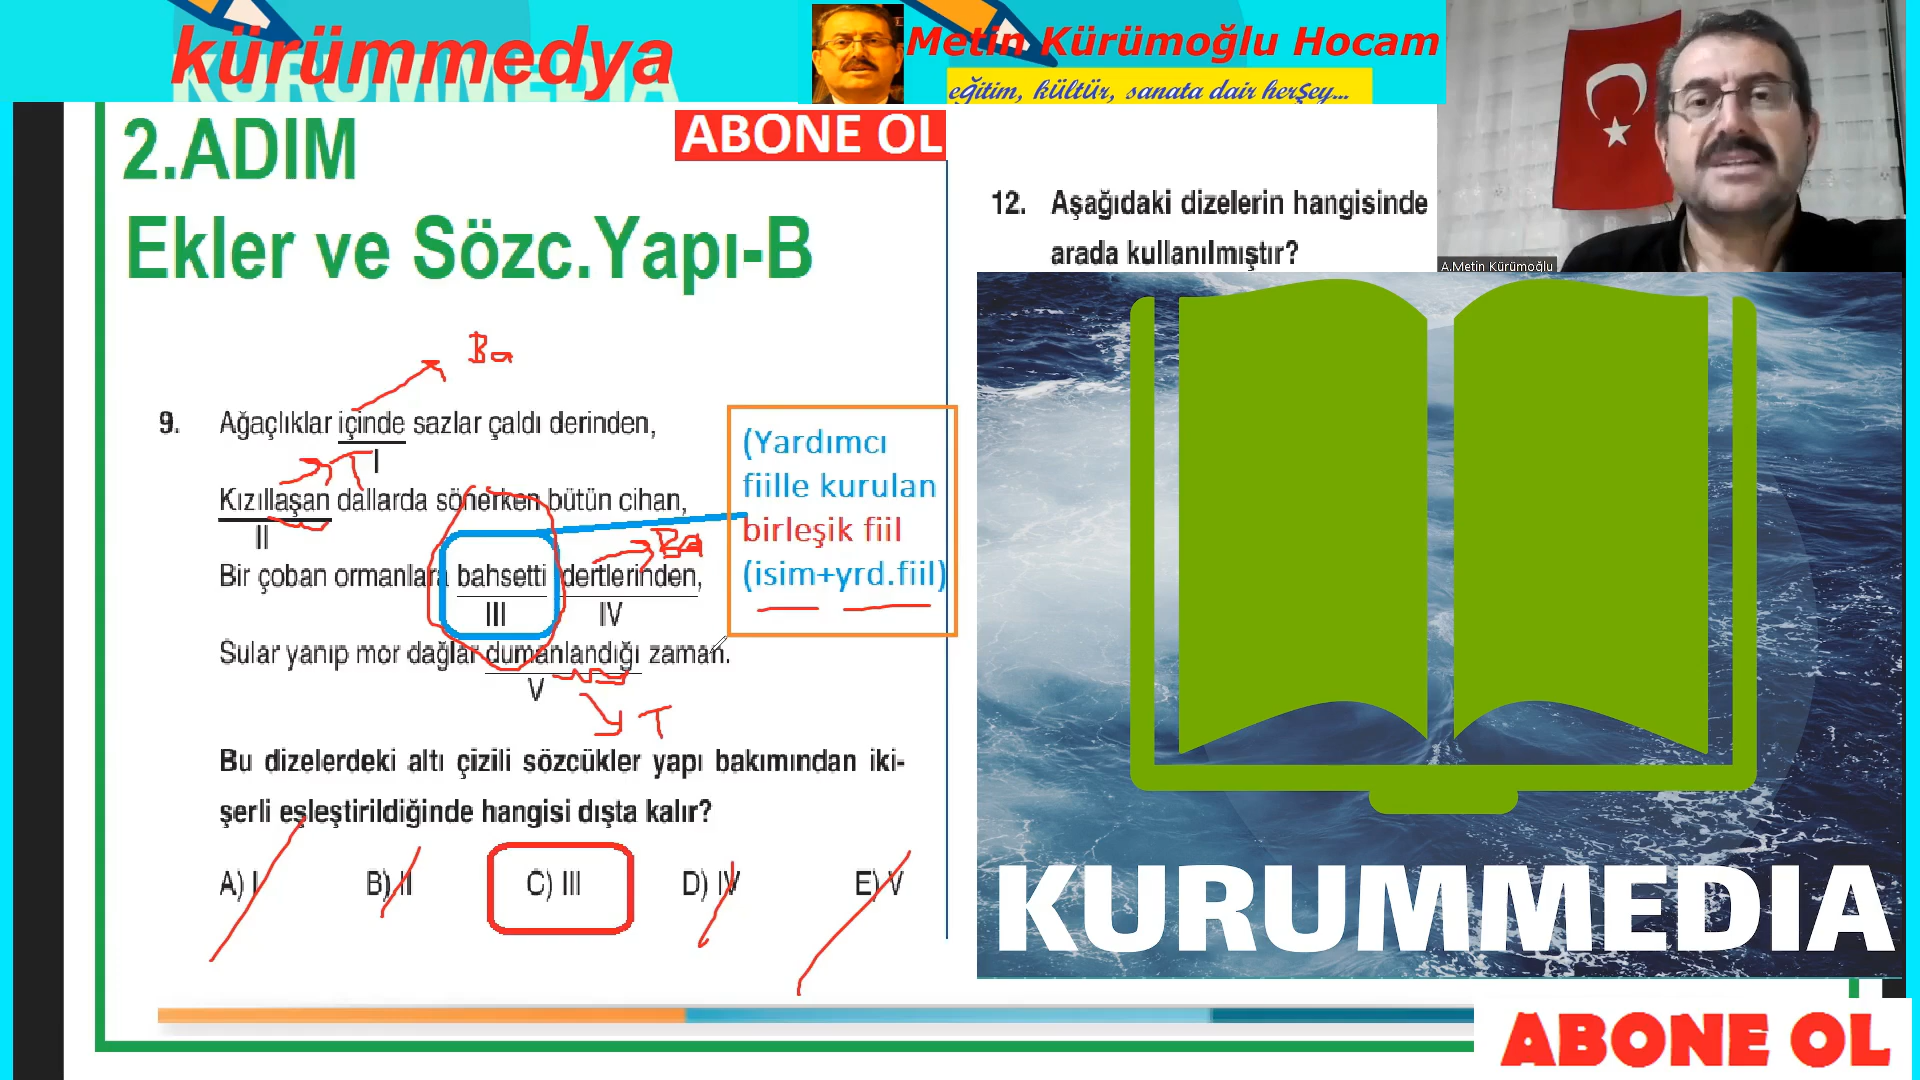 kürümmedya
KURUMMEDIA
Metin Kürümoğlu Hocam
eğitim, kültür, sanata dair herşey...
2.ADIM
ABONE OL
Ekler ve Sözc.Yapı-B
Ba
9. Ağaçlıklar içinde sazlar çaldı derinden,
I
T
Kızıllaşan dallarda sönerken bütün cihan,
II
Bir çoban ormanlara bahsetti dertlerinden,
III IV
Ba
Sular yanıp mor dağlar dumanlandığı zaman.
V
T
(Yardımcı
fiille kurulan
birleşik fiil
(isim+yrd.fiil)
Bu dizelerdeki altı çizili sözcükler yapı bakımından iki-
şerli eşleştirildiğinde hangisi dışta kalır?
A) I B) II C) III D) IV E) V
12. Aşağıdaki dizelerin hangisinde
arada kullanılmıştır?
A.Metin Kürümoğlu
KURUMMEDIA
ABONE OL